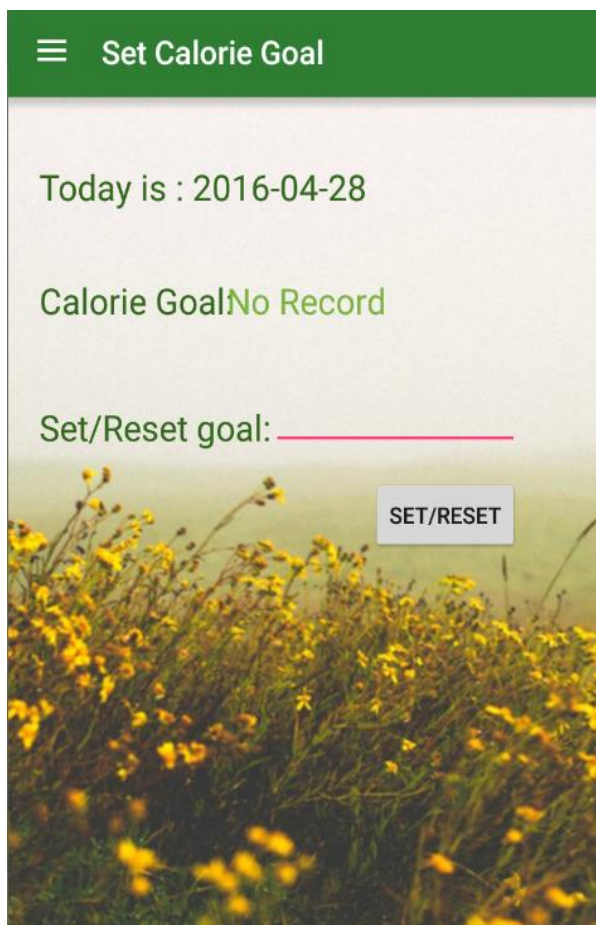 Set Calorie Goal
Today is : 2016-04-28
Calorie Goal:No Record
Set/Reset goal:
SET/RESET